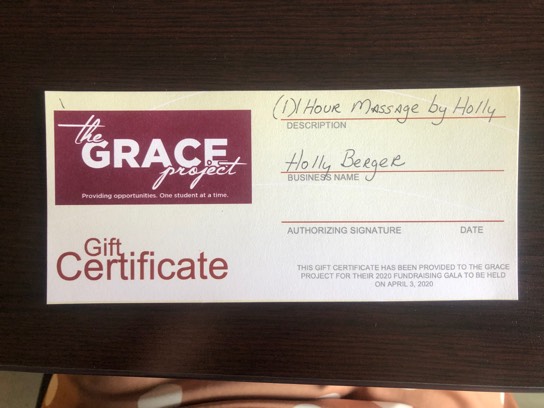 the
GRACE
project
Providing opportunities. One student at a time.
Gift
Certificate
(1) 1 Hour Massage by Holly
DESCRIPTION
Holly Berger
BUSINESS NAME
AUTHORIZING SIGNATURE DATE
THIS GIFT CERTIFICATE HAS BEEN PROVIDED TO THE GRACE
PROJECT FOR THEIR 2020 FUNDRAISING GALA TO BE HELD
ON APRIL 3, 2020